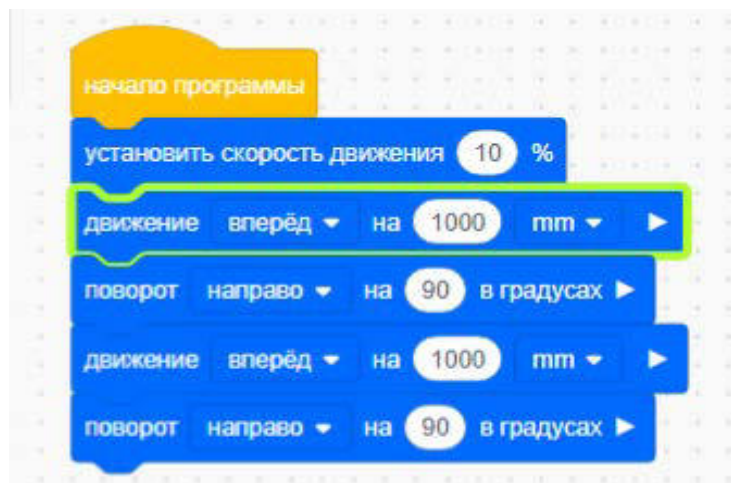 начало программы
установить скорость движения 10 %
движение вперёд на 1000 mm
поворот направо на 90 в градусах
движение вперёд на 1000 mm
поворот направо на 90 в градусах